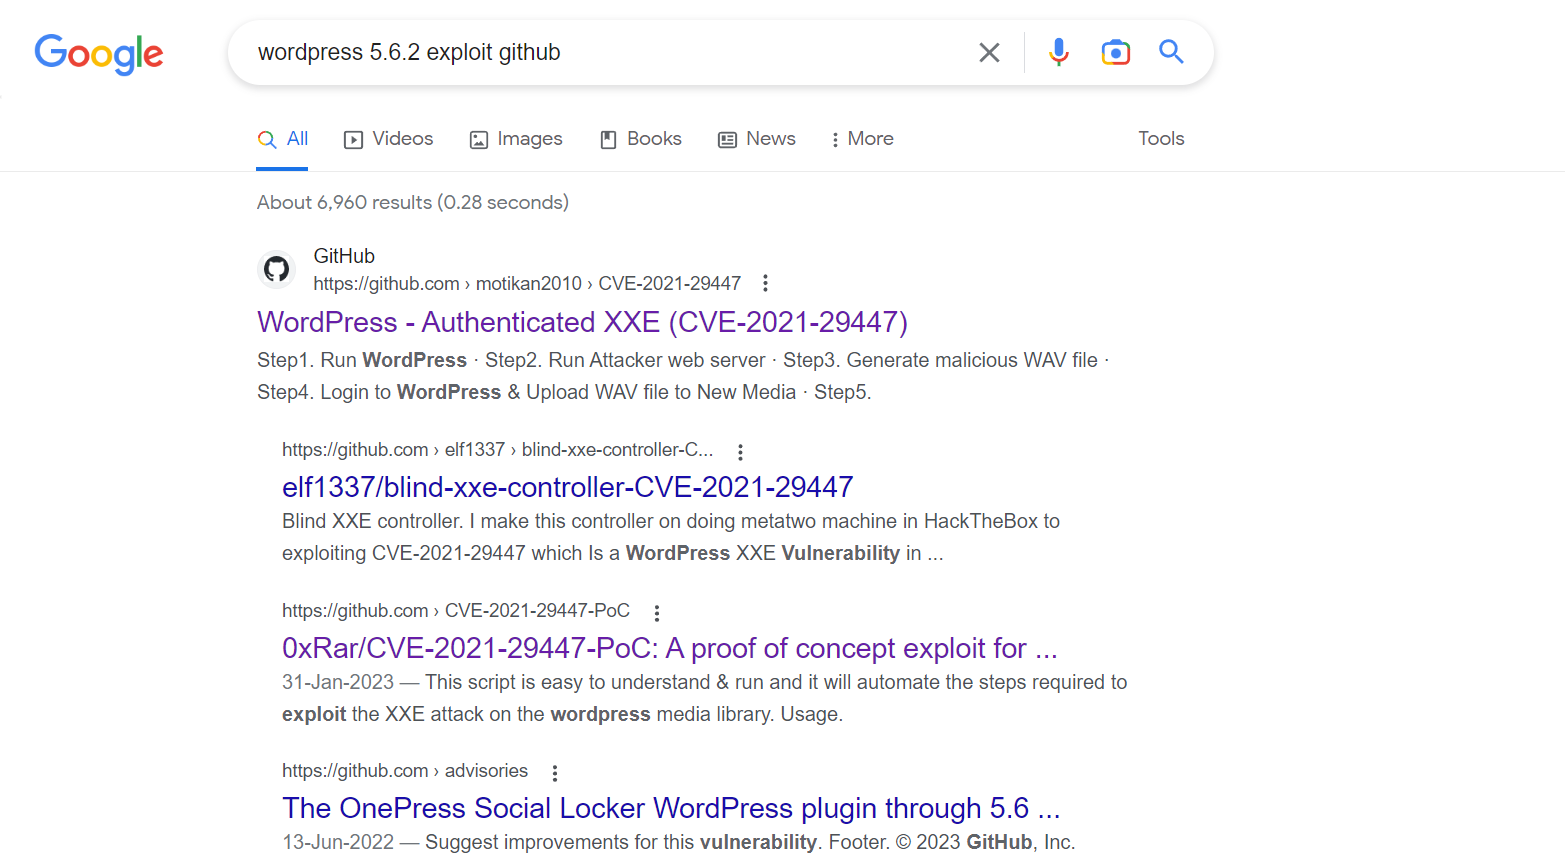 Google
wordpress 5.6.2 exploit github
All Videos Images Books News More Tools
About 6,960 results (0.28 seconds)
GitHub
https://github.com › motikan2010 › CVE-2021-29447
WordPress - Authenticated XXE (CVE-2021-29447)
Step1. Run WordPress · Step2. Run Attacker web server · Step3. Generate malicious WAV file ·
Step4. Login to WordPress & Upload WAV file to New Media · Step5.
https://github.com › elf1337 › blind-xxe-controller-C...
elf1337/blind-xxe-controller-CVE-2021-29447
Blind XXE controller. I make this controller on doing metatwo machine in HackTheBox to
exploiting CVE-2021-29447 which Is a WordPress XXE Vulnerability in ...
https://github.com › CVE-2021-29447-PoC
0xRar/CVE-2021-29447-PoC: A proof of concept exploit for ...
31-Jan-2023 — This script is easy to understand & run and it will automate the steps required to
exploit the XXE attack on the wordpress media library. Usage.
https://github.com › advisories
The OnePress Social Locker WordPress plugin through 5.6 ...
13-Jun-2022 — Suggest improvements for this vulnerability. Footer. © 2023 GitHub, Inc.